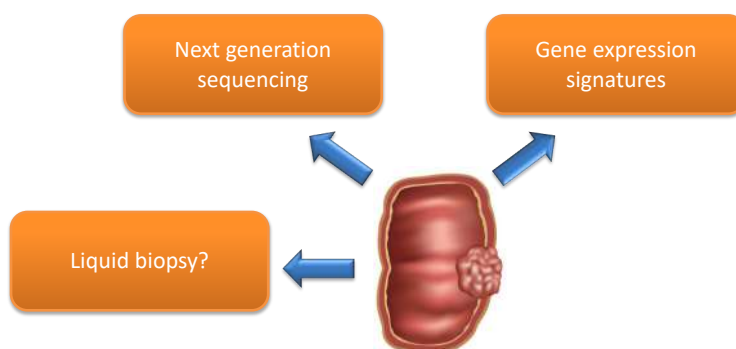 Next generation
sequencing
Gene expression
signatures
Liquid biopsy?